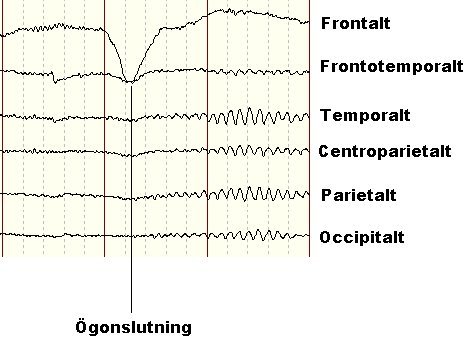 Frontalt
Frontotemporalt
Temporalt
Centroparietalt
Parietalt
Occipitalt
Ögonslutning